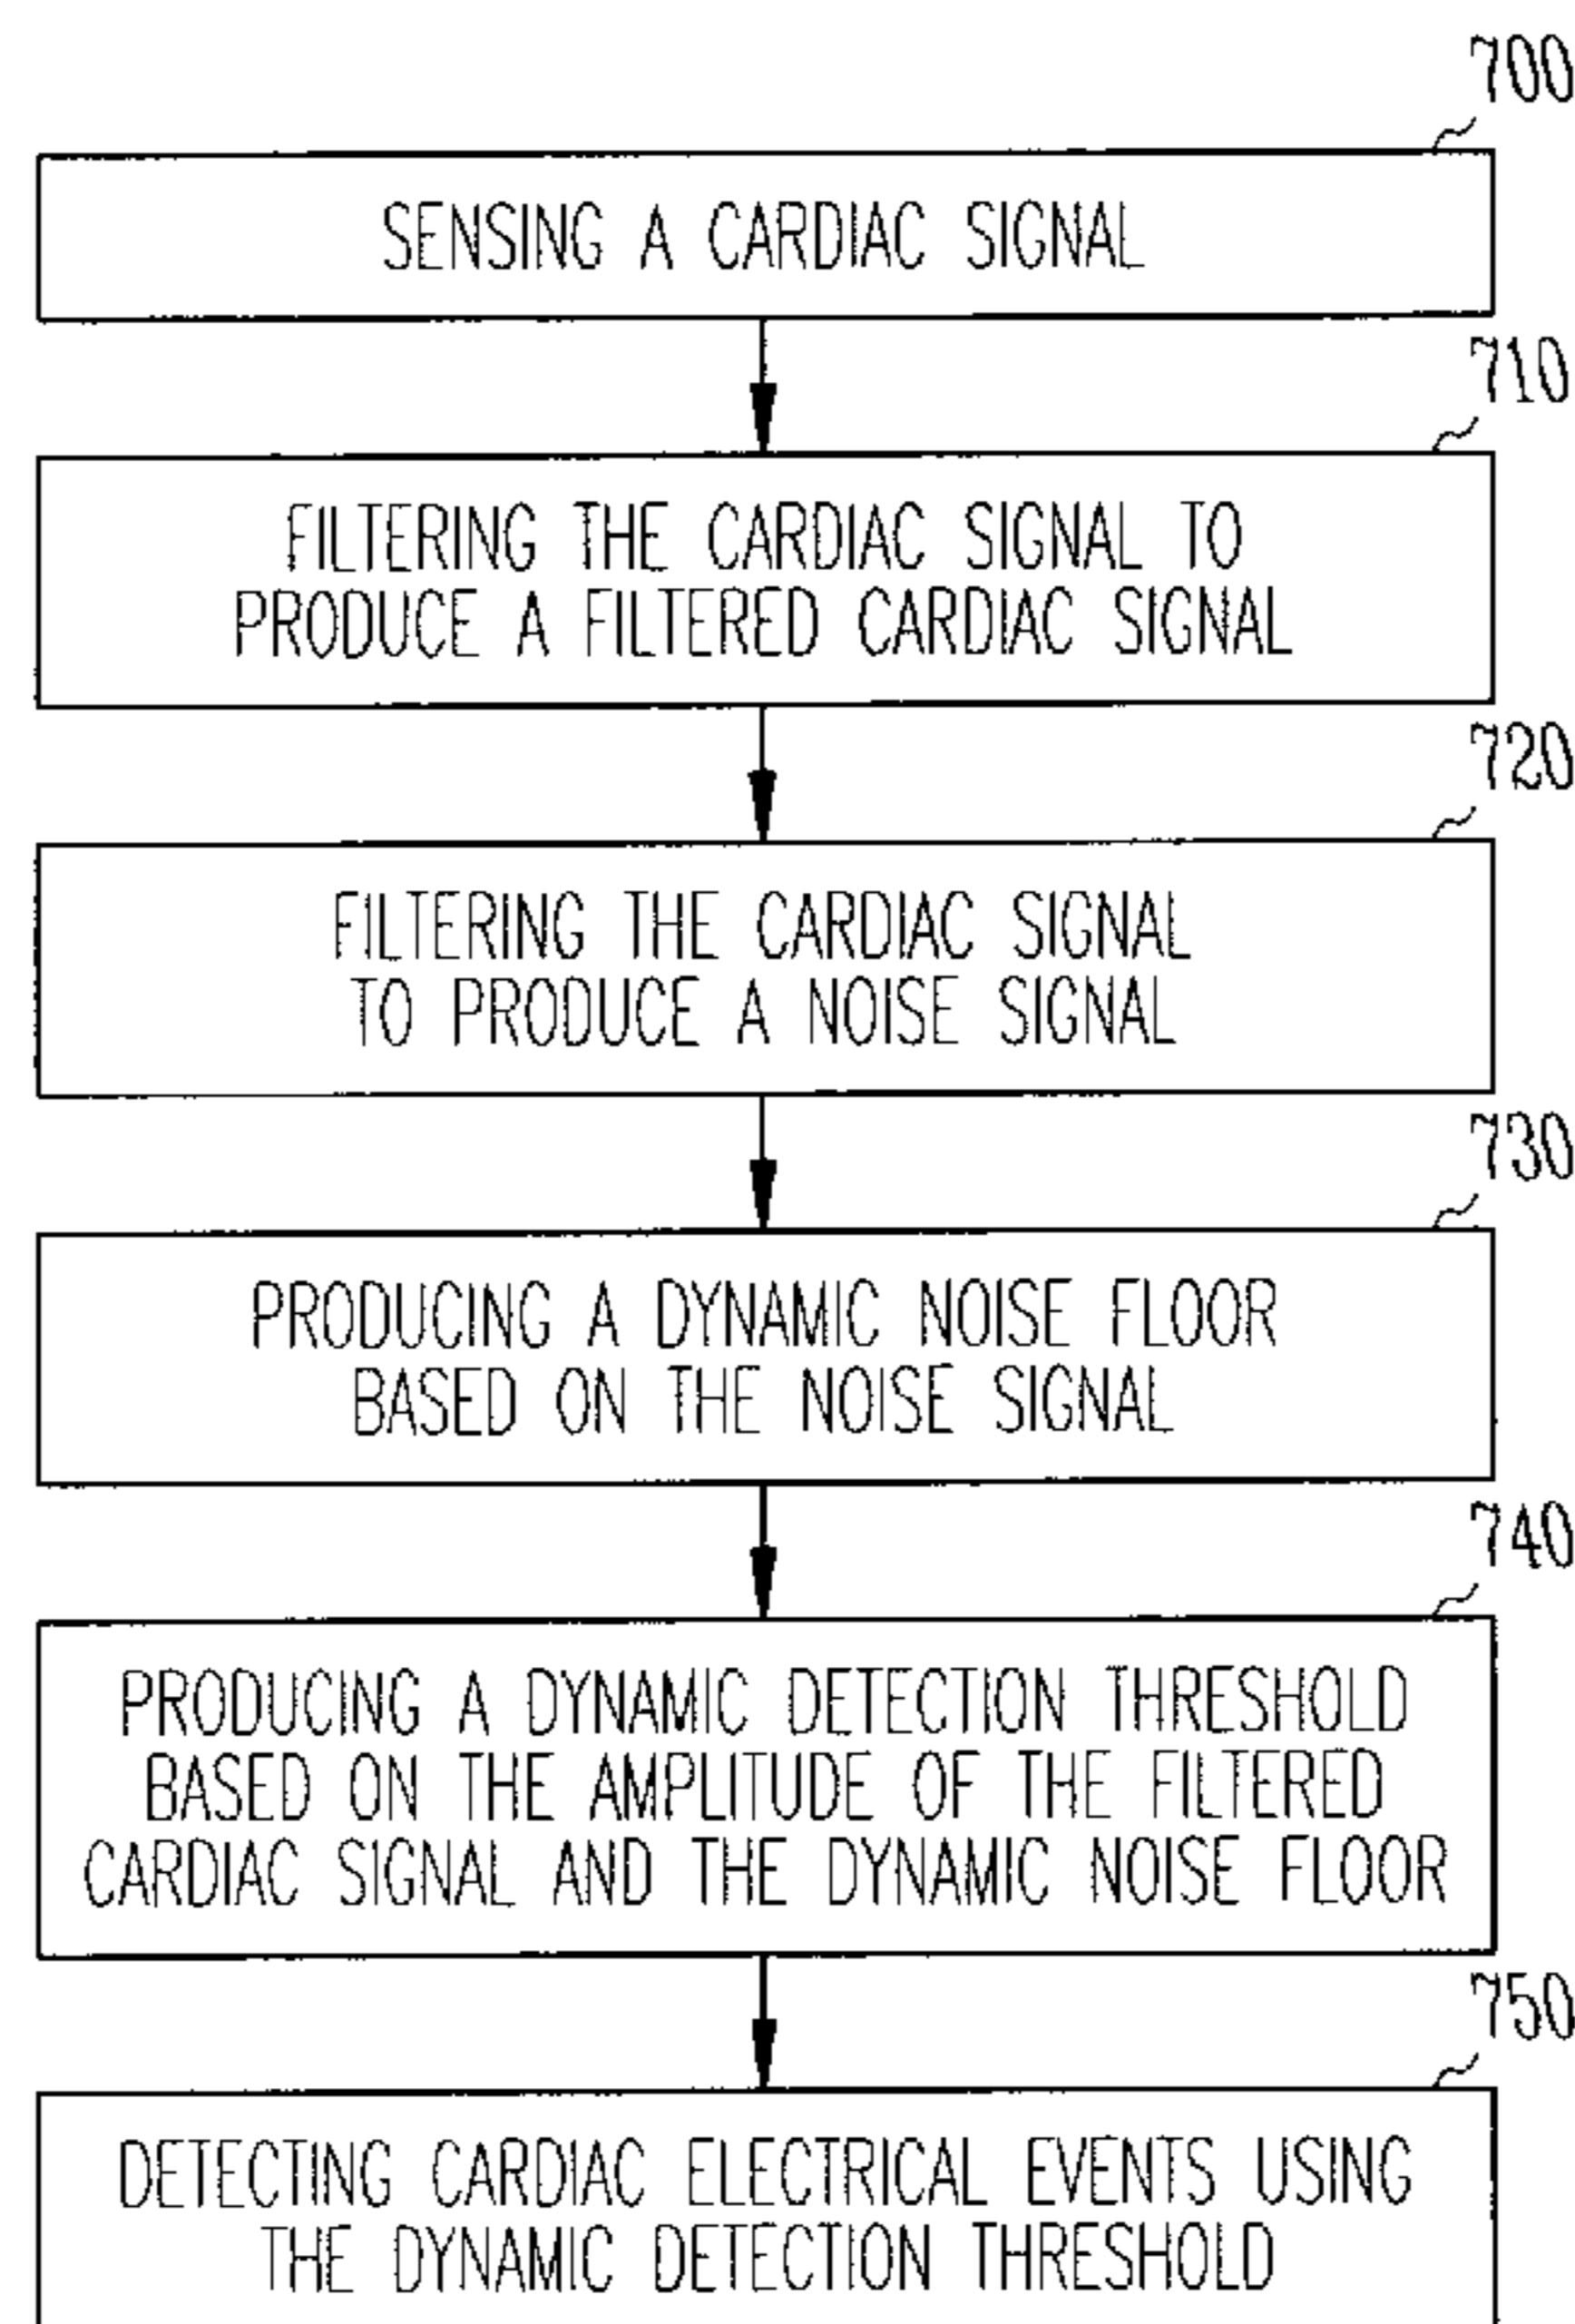 700
SENSING A CARDIAC SIGNAL
710
FILTERING THE CARDIAC SIGNAL TO
PRODUCE A FILTERED CARDIAC SIGNAL
720
FILTERING THE CARDIAC SIGNAL
TO PRODUCE A NOISE SIGNAL
730
PRODUCING A DYNAMIC NOISE FLOOR
BASED ON THE NOISE SIGNAL
740
PRODUCING A DYNAMIC DETECTION THRESHOLD
BASED ON THE AMPLITUDE OF THE FILTERED
CARDIAC SIGNAL AND THE DYNAMIC NOISE FLOOR
750
DETECTING CARDIAC ELECTRICAL EVENTS USING
THE DYNAMIC DETECTION THRESHOLD